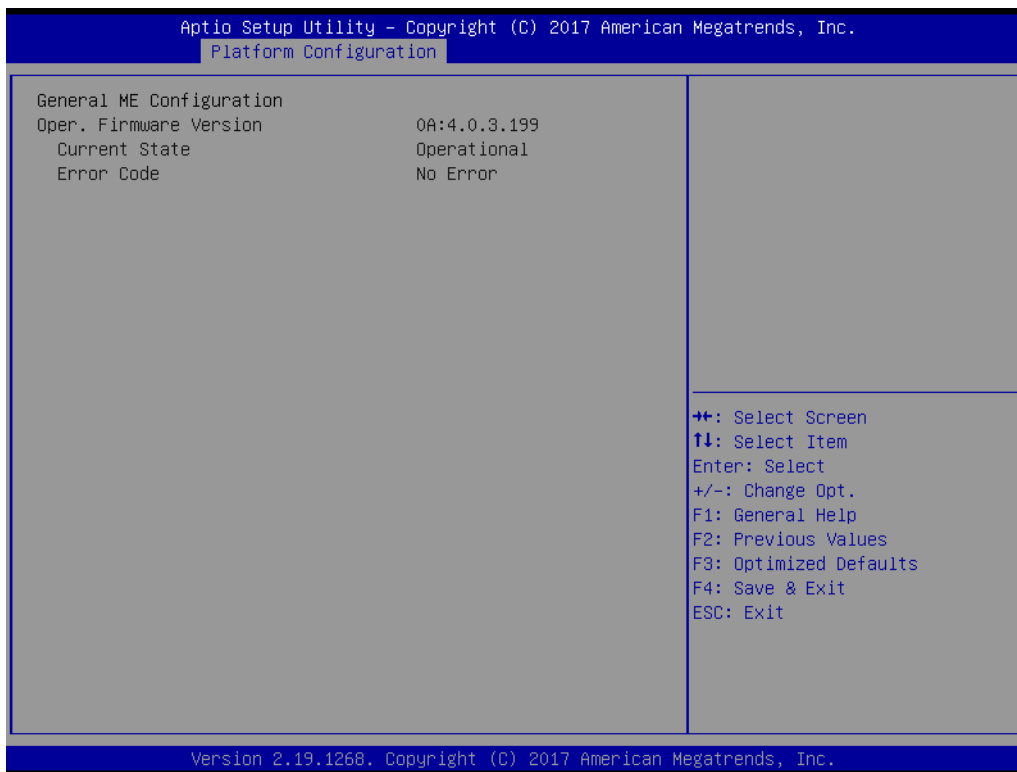 Aptio Setup Utility – Copyright (C) 2017 American Megatrends, Inc.
Platform Configuration
General ME Configuration
Oper. Firmware Version 0A:4.0.3.199
Current State Operational
Error Code No Error
→←: Select Screen
↑↓: Select Item
Enter: Select
+/-: Change Opt.
F1: General Help
F2: Previous Values
F3: Optimized Defaults
F4: Save & Exit
ESC: Exit
Version 2.19.1268. Copyright (C) 2017 American Megatrends, Inc.